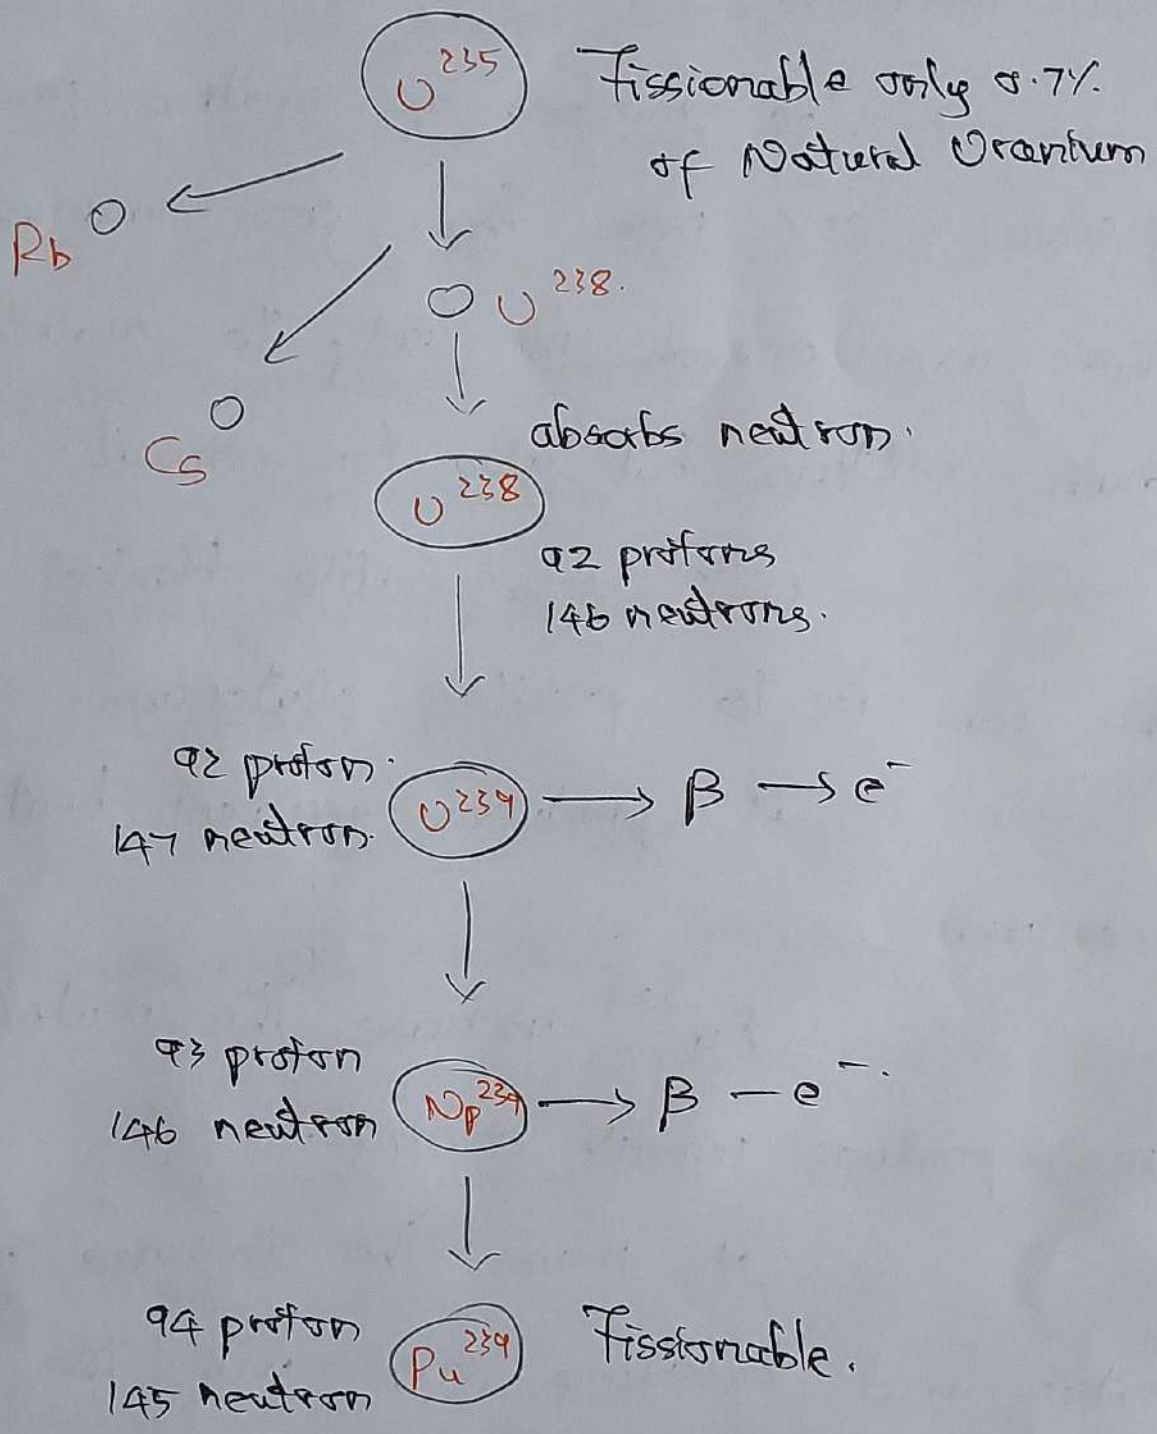 U²³⁵ Fissionable only 0.7%
of Natural Uranium
Rb
U²³⁸.
Cs
absorbs neutron.
U²³⁸
92 protons
146 neutrons.
92 proton.
147 neutron.
U²³⁹ → β → e⁻
93 proton
146 neutron
Np²³⁹ → β – e⁻.
94 proton
145 neutron
Pu²³⁹ Fissionable.